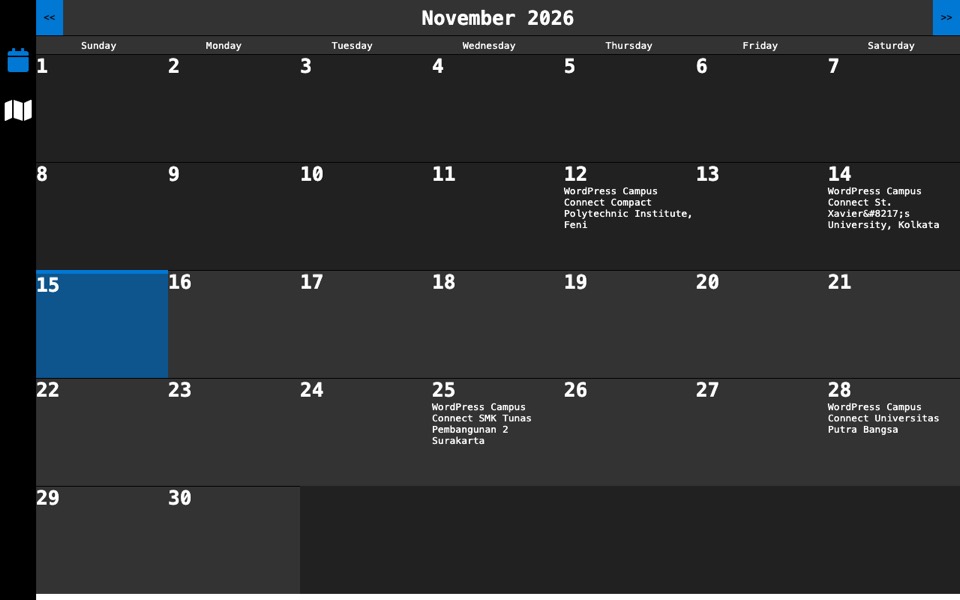 <<
November 2026
>>
Sunday
Monday
Tuesday
Wednesday
Thursday
Friday
Saturday
1
2
3
4
5
6
7
8
9
10
11
12
WordPress Campus
Connect Compact
Polytechnic Institute,
Feni
13
14
WordPress Campus
Connect St.
Xavier&#8217;s
University, Kolkata
15
16
17
18
19
20
21
22
23
24
25
WordPress Campus
Connect SMK Tunas
Pembangunan 2
Surakarta
26
27
28
WordPress Campus
Connect Universitas
Putra Bangsa
29
30